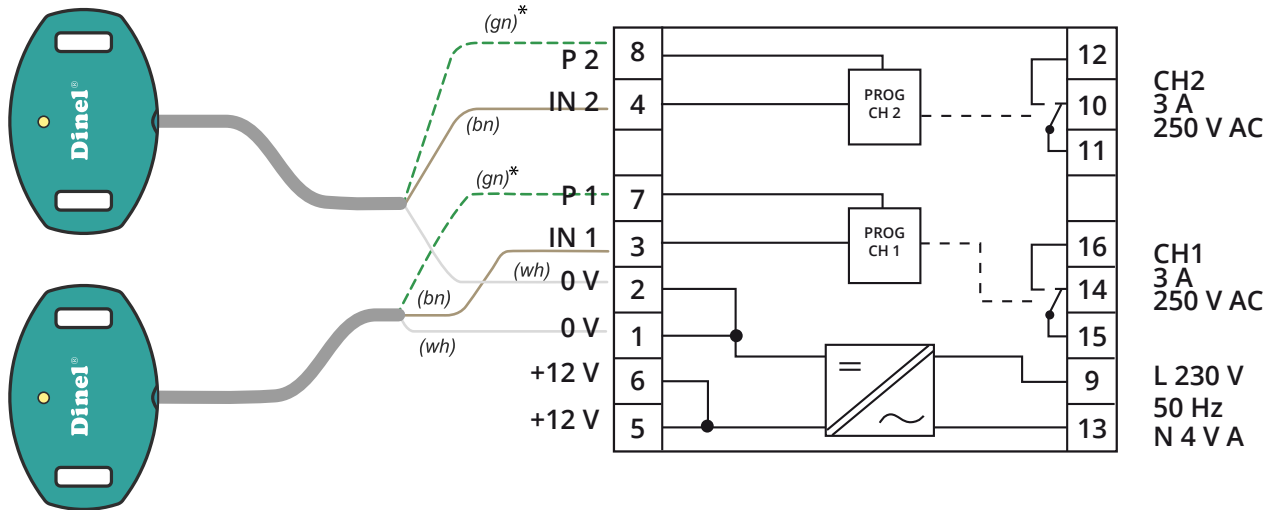 Dinel®
Dinel®
(gn)*
P 2
IN 2
(bn)
(gn)*
P 1
IN 1
(wh) 0 V
(bn)
0 V
(wh)
+12 V
+12 V
8
4
7
3
2
1
6
5
PROG
CH 2
PROG
CH 1
12
10
11
16
14
15
9
13
CH2
3 A
250 V AC
CH1
3 A
250 V AC
L 230 V
50 Hz
N 4 V A